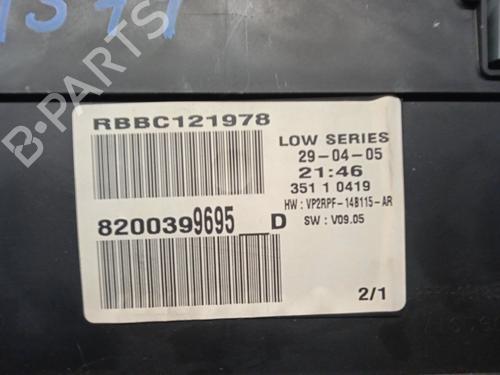 RBBC121978
LOW SERIES
29-04-05
21:46
351 1 0419
HW : VP2RPF-14B115-AR
SW : V09.05
8200399695__D
2/1
B-PARTS